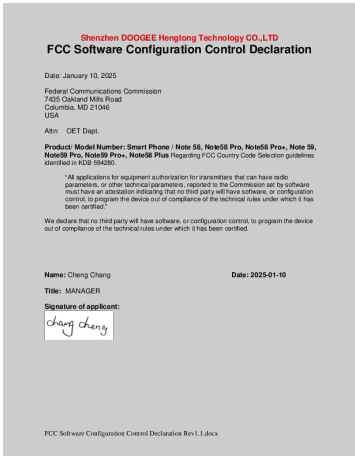 Shenzhen DOOGEE Hengtong Technology CO.,LTD
FCC Software Configuration Control Declaration
Date: January 10, 2025
Federal Communications Commission
7435 Oakland Mills Road
Columbia, MD 21046
USA
Attn: OET Dept.
Product/ Model Number: Smart Phone / Note 58, Note58 Pro, Note58 Pro+, Note 59,
Note59 Pro, Note59 Pro+, Note58 Plus Regarding FCC Country Code Selection guidelines
identified in KDB 594280.
"All applications for equipment authorization for transmitters that can have radio
parameters, or other technical parameters, reported to the Commission set by software
must have an attestation indicating that no third party will have software, or configuration
control, to program the device out of compliance of the technical rules under which it has
been certified."
We declare that no third party will have software, or configuration control, to program the device
out of compliance of the technical rules under which it has been certified.
Name: Cheng Chang Date: 2025-01-10
Title: MANAGER
Signature of applicant:
chang cheng
FCC Software Configuration Control Declaration Rev1.1.docx